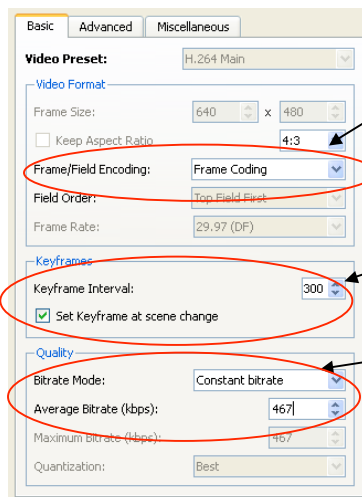 Basic Advanced Miscellaneous
Video Preset: H.264 Main
Video Format
Frame Size: 640 x 480
Keep Aspect Ratio 4:3
Frame/Field Encoding: Frame Coding
Field Order: Top Field First
Frame Rate: 29.97 (DF)
Keyframes
Keyframe Interval: 300
Set Keyframe at scene change
Quality
Bitrate Mode: Constant bitrate
Average Bitrate (kbps): 467
Maximum Bitrate (kbps): 467
Quantization: Best